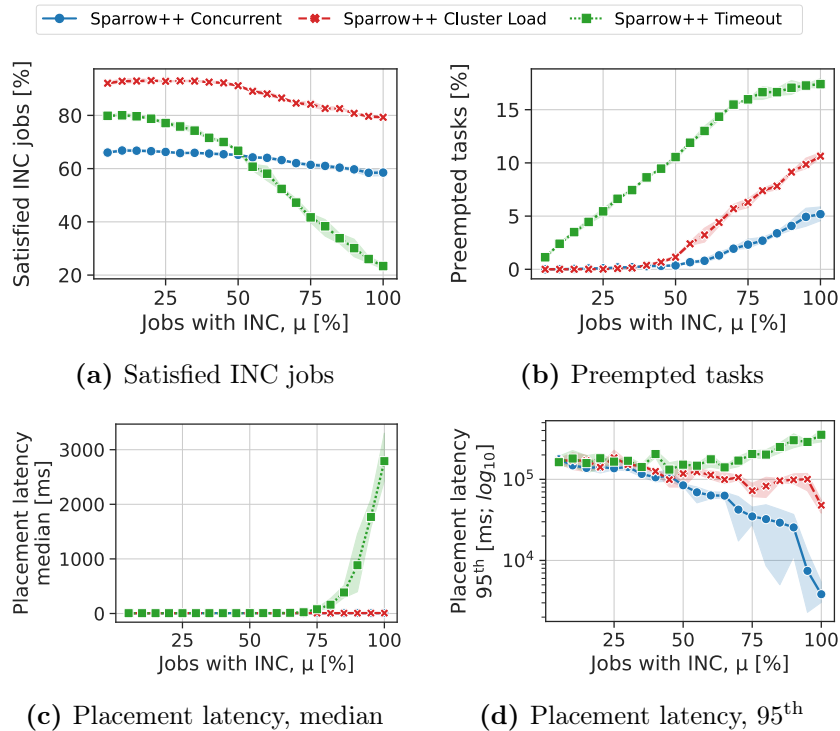 Sparrow++ Concurrent Sparrow++ Cluster Load Sparrow++ Timeout
Satisfied INC jobs [%]
80
60
40
20
25 50 75 100
Jobs with INC, μ [%]
(a) Satisfied INC jobs
Preempted tasks [%]
15
10
5
0
25 50 75 100
Jobs with INC, μ [%]
(b) Preempted tasks
Placement latency
median [ms]
3000
2000
1000
0
25 50 75 100
Jobs with INC, μ [%]
(c) Placement latency, median
Placement latency
95th [ms; log10]
10^5
10^4
25 50 75 100
Jobs with INC, μ [%]
(d) Placement latency, 95th